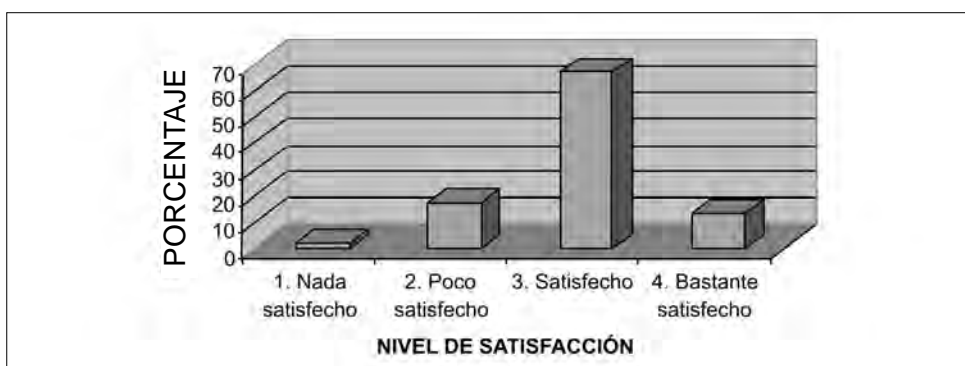 PORCENTAJE
70
60
50
40
30
20
10
0
1. Nada
satisfecho
2. Poco
satisfecho
3. Satisfecho
4. Bastante
satisfecho
NIVEL DE SATISFACCIÓN